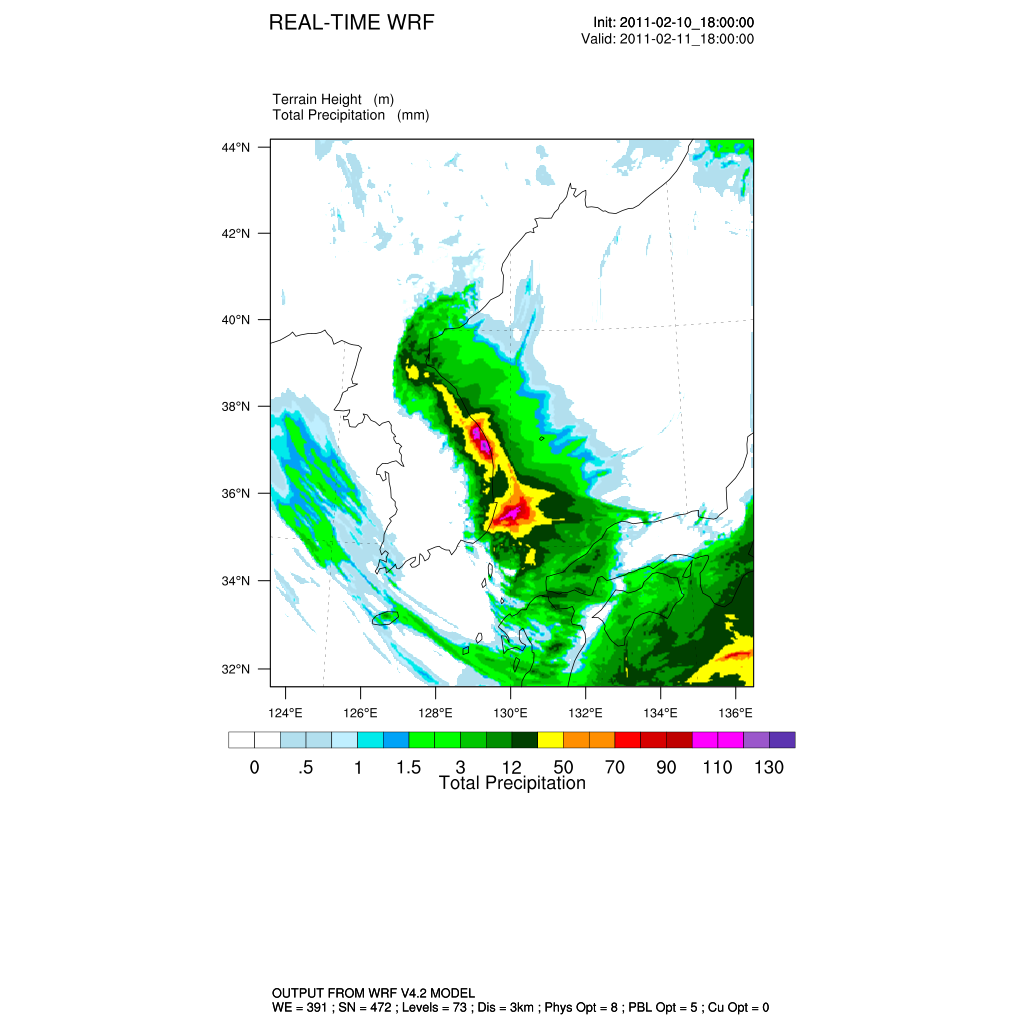 REAL-TIME WRF
Init: 2011-02-10_18:00:00
Valid: 2011-02-11_18:00:00
Terrain Height (m)
Total Precipitation (mm)
44°N
42°N
40°N
38°N
36°N
34°N
32°N
124°E 126°E 128°E 130°E 132°E 134°E 136°E
0 .5 1 1.5 3 12 50 70 90 110 130
Total Precipitation
OUTPUT FROM WRF V4.2 MODEL
WE = 391 ; SN = 472 ; Levels = 73 ; Dis = 3km ; Phys Opt = 8 ; PBL Opt = 5 ; Cu Opt = 0